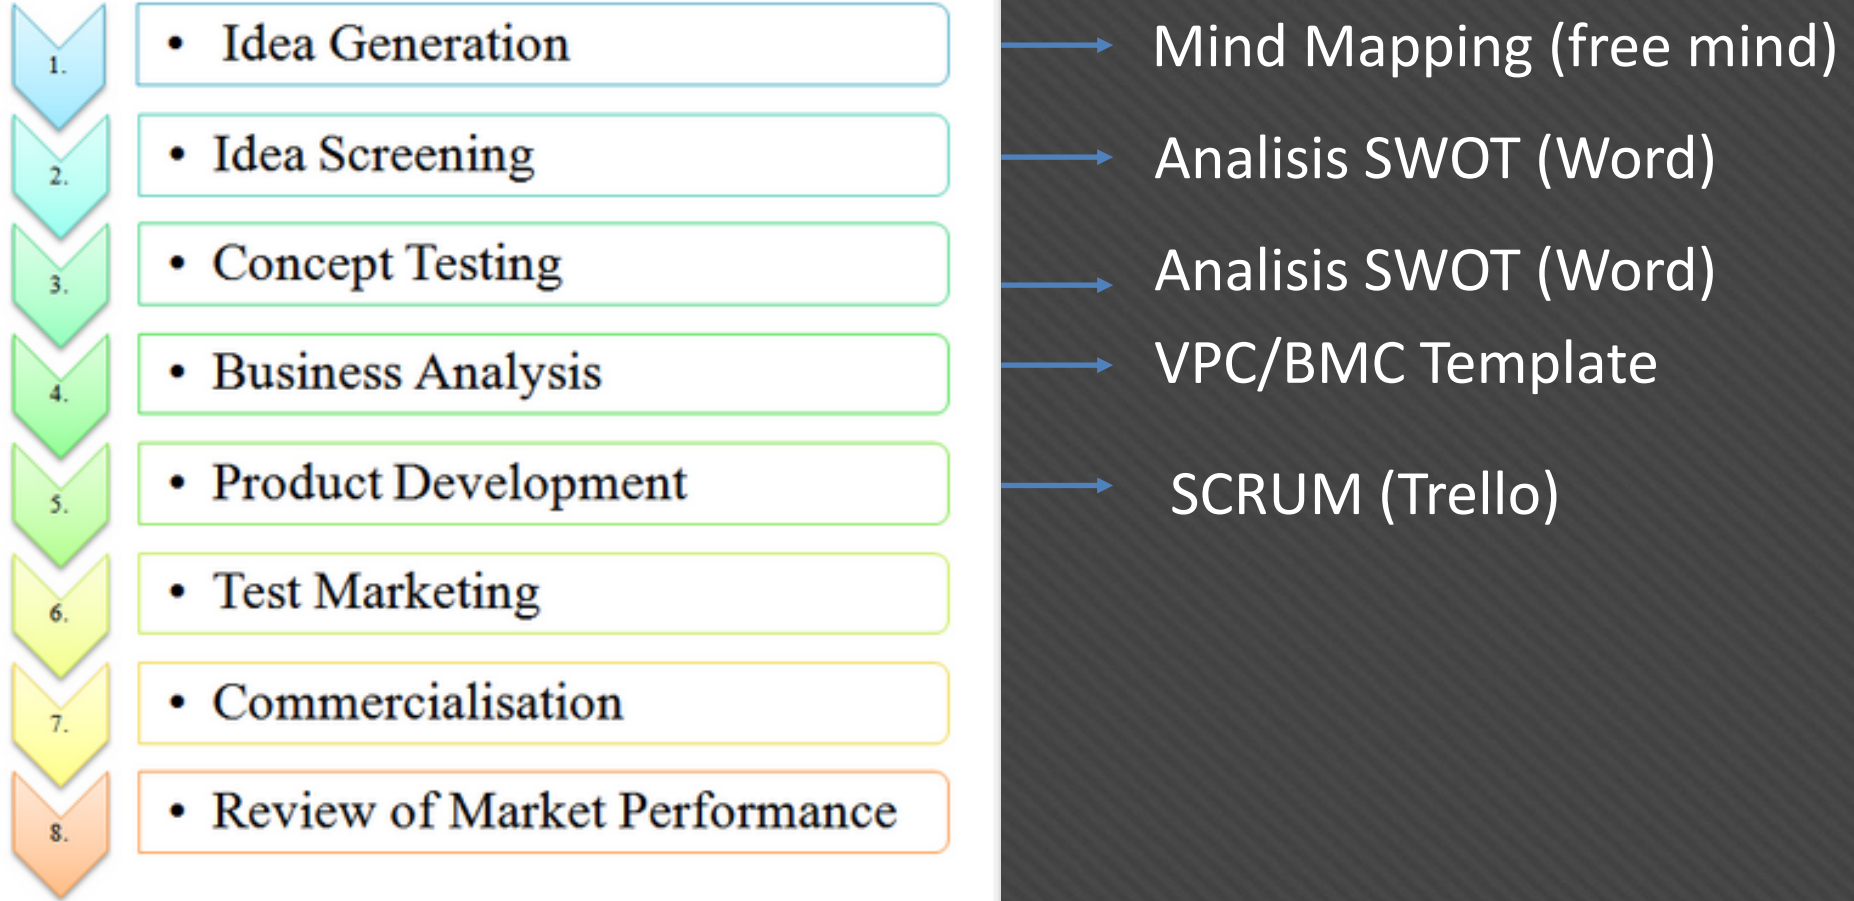 1.
• Idea Generation
Mind Mapping (free mind)
2.
• Idea Screening
Analisis SWOT (Word)
3.
• Concept Testing
Analisis SWOT (Word)
4.
• Business Analysis
VPC/BMC Template
5.
• Product Development
SCRUM (Trello)
6.
• Test Marketing
7.
• Commercialisation
8.
• Review of Market Performance